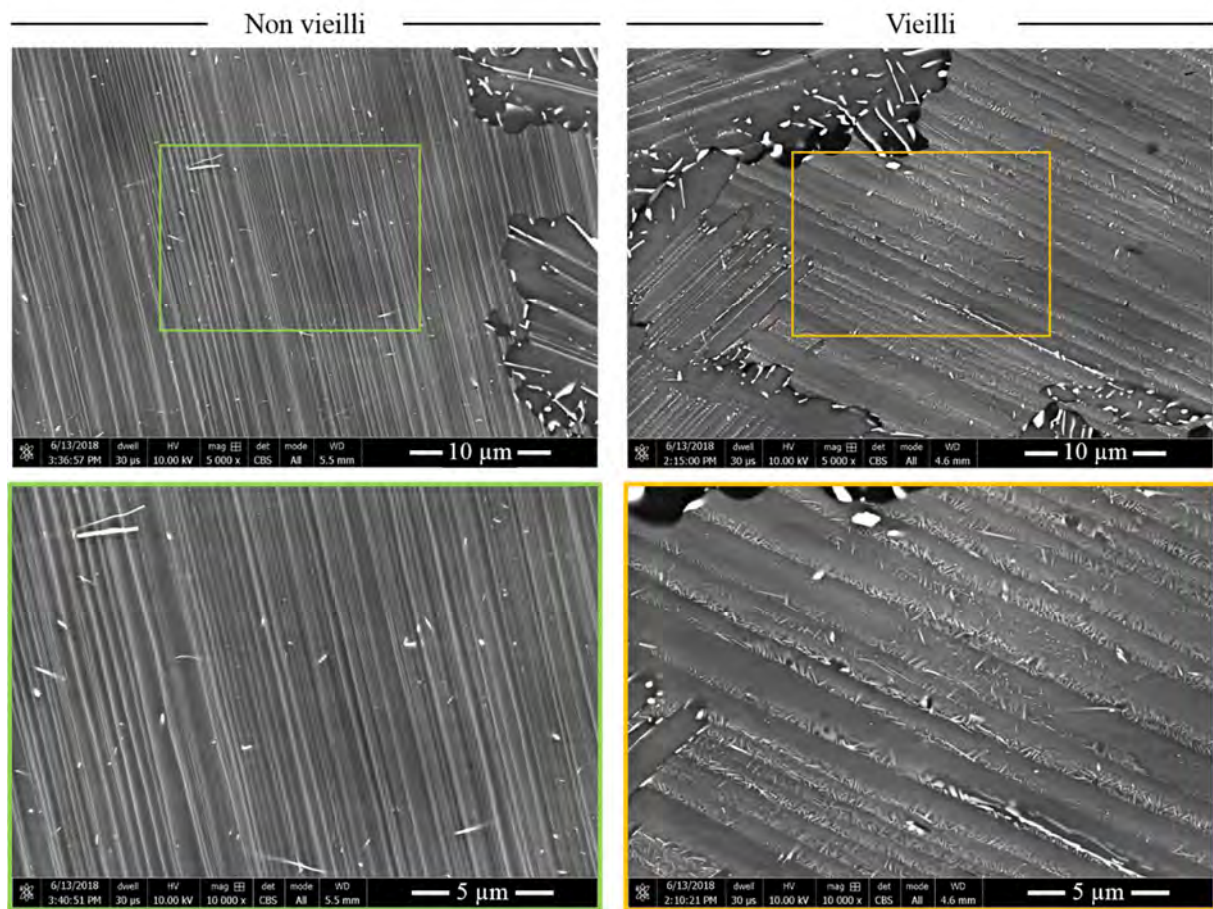 Non vieilli
Vieilli
6/13/2018 dwell HV mag det mode WD
3:36:57 PM 30 µs 10.00 kV 5 000 x CBS All 5.5 mm 10 µm
6/13/2018 dwell HV mag det mode WD
2:15:00 PM 30 µs 10.00 kV 5 000 x CBS All 4.6 mm 10 µm
6/13/2018 dwell HV mag det mode WD
3:40:51 PM 30 µs 10.00 kV 10 000 x CBS All 5.5 mm 5 µm
6/13/2018 dwell HV mag det mode WD
2:10:21 PM 30 µs 10.00 kV 10 000 x CBS All 4.6 mm 5 µm